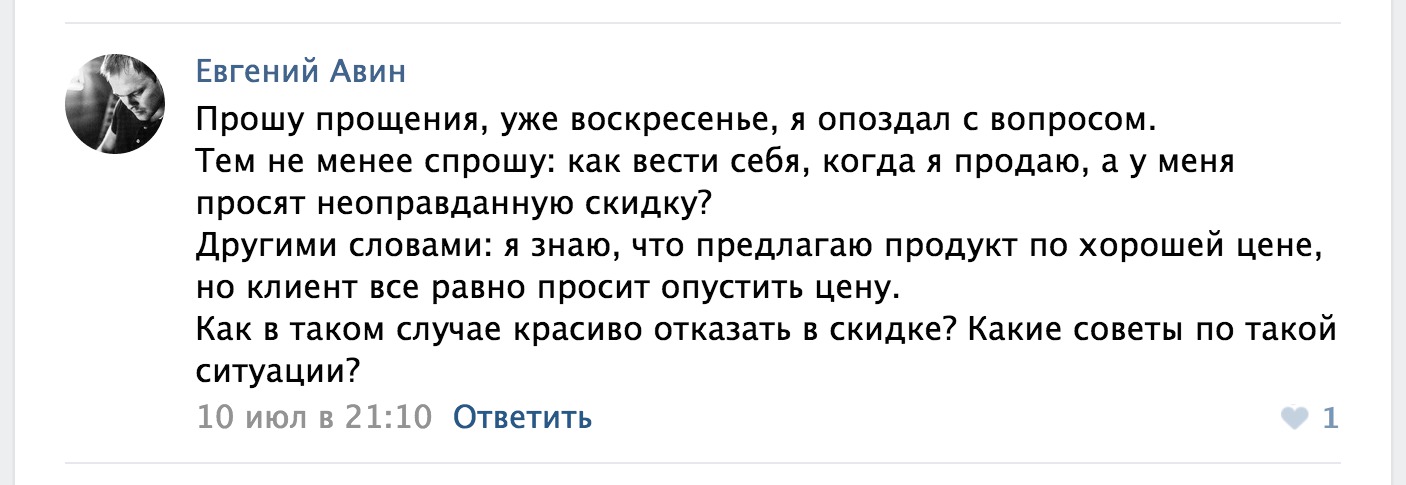 Евгений Авин
Прошу прощения, уже воскресенье, я опоздал с вопросом.
Тем не менее спрошу: как вести себя, когда я продаю, а у меня
просят неоправданную скидку?
Другими словами: я знаю, что предлагаю продукт по хорошей цене,
но клиент все равно просит опустить цену.
Как в таком случае красиво отказать в скидке? Какие советы по такой
ситуации?
10 июл в 21:10 Ответить 1